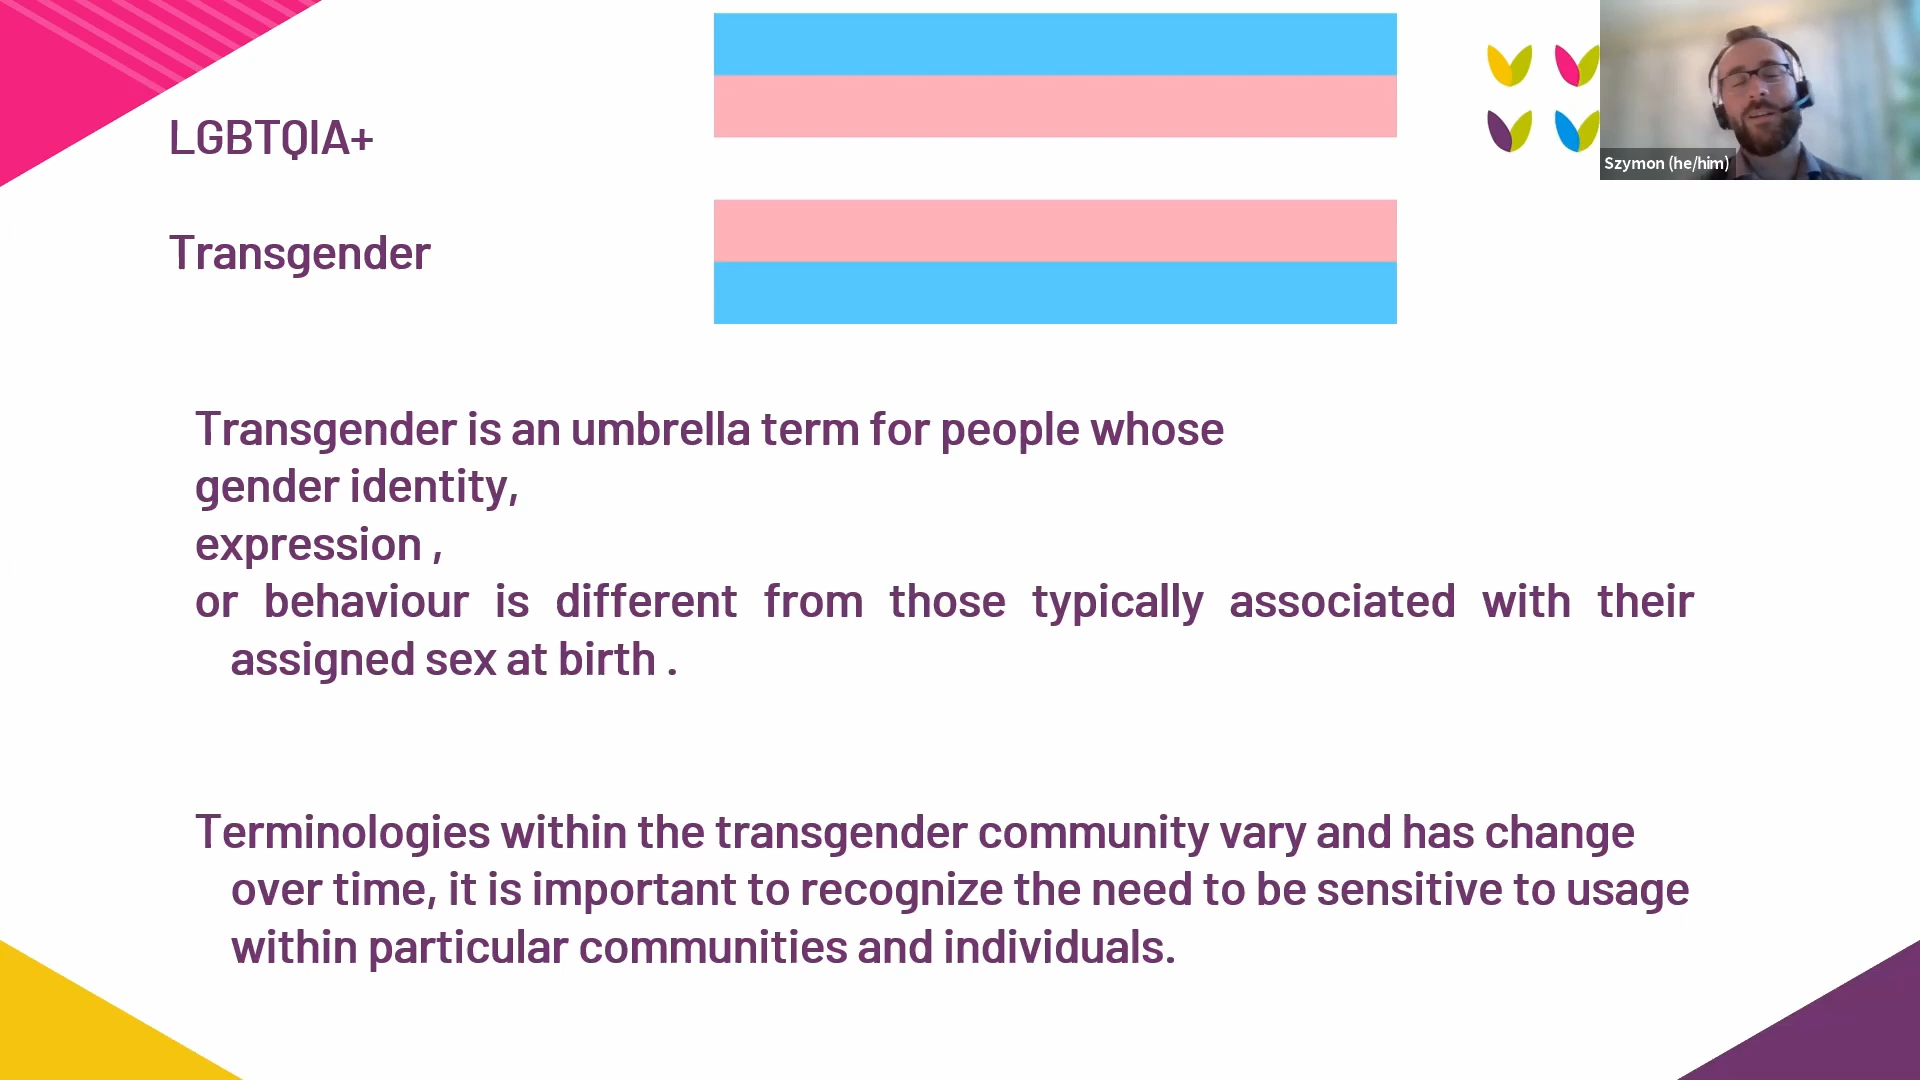 LGBTQIA+
Szymon (he/him)
Transgender
Transgender is an umbrella term for people whose
gender identity,
expression ,
or behaviour is different from those typically associated with their
assigned sex at birth .
Terminologies within the transgender community vary and has change
over time, it is important to recognize the need to be sensitive to usage
within particular communities and individuals.